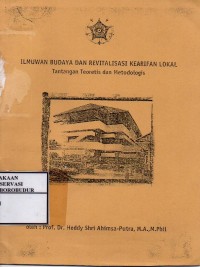 ILMUWAN BUDAYA DAN REVITALISASI KEARIFAN LOKAL
Tantangan Teoretis dan Metodologis
AKAAN
SERVASI
BOROBUDUR
oleh : Prof. Dr. Heddy Shri Ahimsa-Putra, M.A.,M.Phil